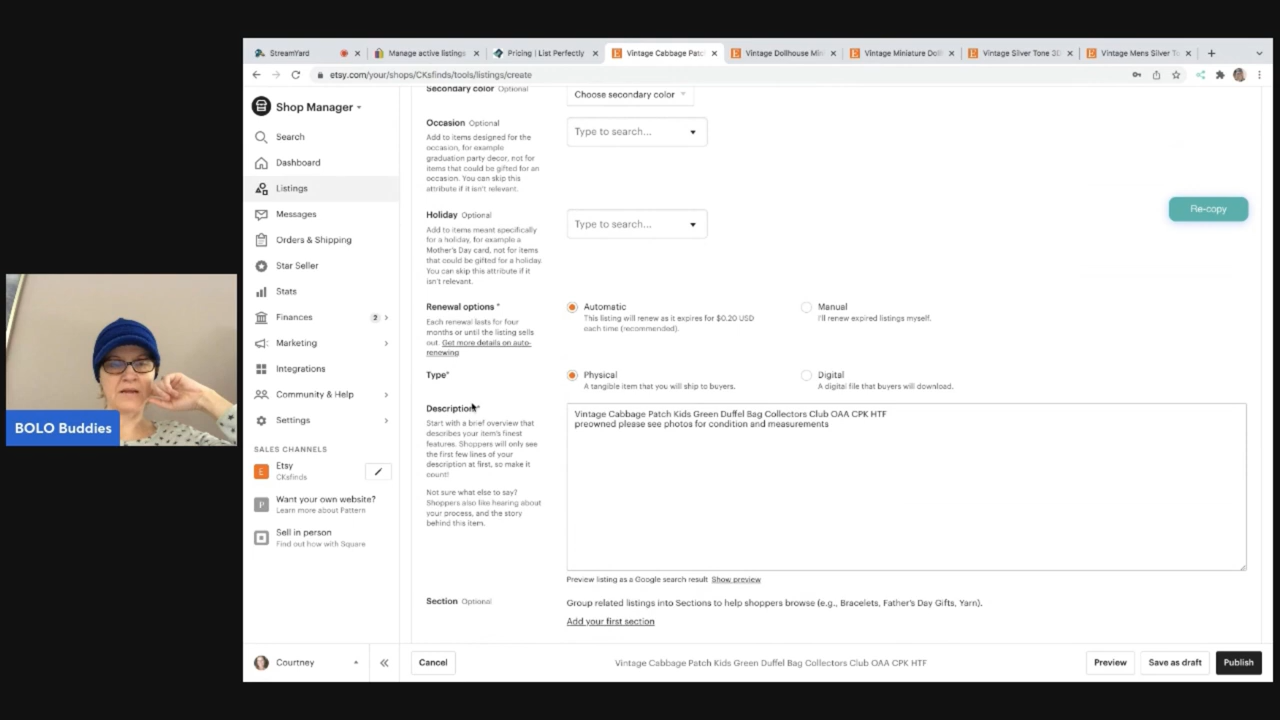 StreamYard
Manage active listings
Pricing | List Perfectly
Vintage Cabbage Patc
Vintage Dollhouse Min
Vintage Miniature Doll
Vintage Silver Tone 3D
Vintage Mens Silver T
etsy.com/your/shops/CKsfinds/tools/listings/create
Shop Manager
Search
Dashboard
Listings
Messages
Orders & Shipping
Star Seller
Stats
Finances 2
Marketing
Integrations
Community & Help
Settings
SALES CHANNELS
Etsy
CKsfinds
Want your own website?
Learn more about Pattern
Sell in person
Find out how with Square
Courtney
Secondary color Optional
Choose secondary color
Occasion Optional
Add to items designed for the
occasion, for example
graduation party decor, not for
items that could be gifted for an
occasion. You can skip this
attribute if it isn't relevant.
Type to search...
Holiday Optional
Add to items meant specifically
for a holiday, for example a
Mother's Day card, not for items
that could be gifted for a holiday.
You can skip this attribute if it
isn't relevant.
Type to search...
Re-copy
Renewal options *
Each renewal lasts for four
months or until the listing sells
out. Get more details on auto-
renewing
Automatic
This listing will renew as it expires for $0.20 USD
each time (recommended).
Manual
I'll renew expired listings myself.
Type*
Physical
A tangible item that you will ship to buyers.
Digital
A digital file that buyers will download.
Description*
Start with a brief overview that
describes your item's finest
features. Shoppers will only see
the first few lines of your
description at first, so make it
count!
Not sure what else to say?
Shoppers also like hearing about
your process, and the story
behind this item.
Vintage Cabbage Patch Kids Green Duffel Bag Collectors Club OAA CPK HTF
preowned please see photos for condition and measurements
Preview listing as a Google search result Show preview
Section Optional
Group related listings into Sections to help shoppers browse (e.g., Bracelets, Father's Day Gifts, Yarn).
Add your first section
Cancel
Vintage Cabbage Patch Kids Green Duffel Bag Collectors Club OAA CPK HTF
Preview
Save as draft
Publish
BOLO Buddies